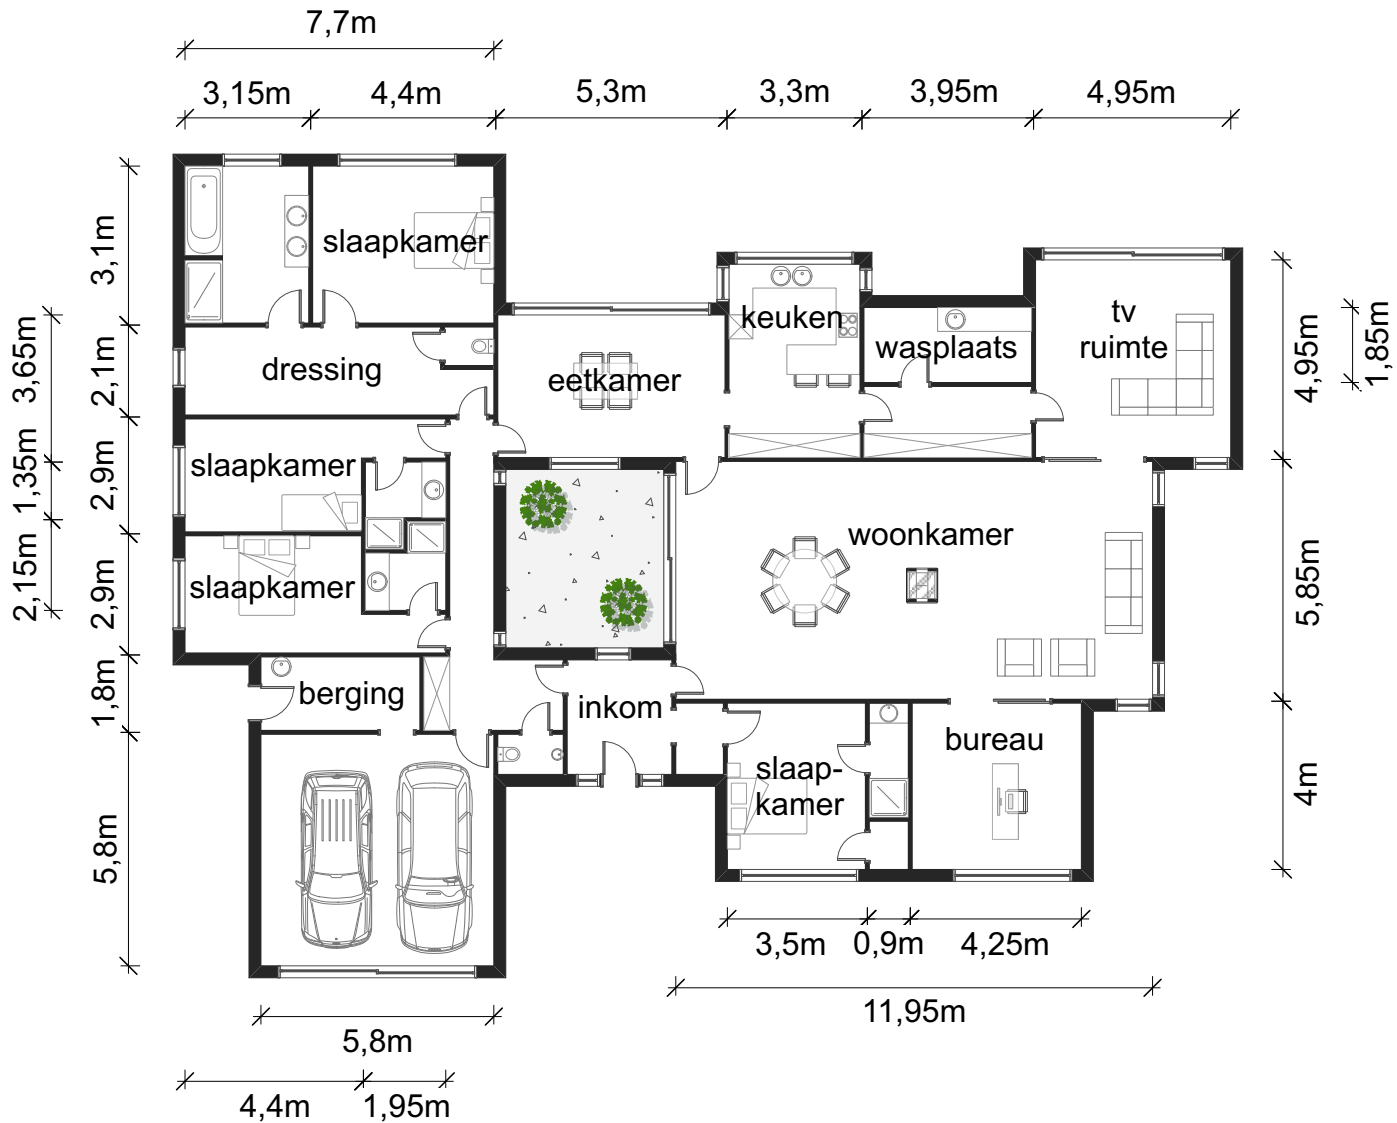 7,7m
3,15m 4,4m 5,3m 3,3m 3,95m 4,95m
3,1m
slaapkamer
keuken
tv
ruimte
wasplaats
4,95m
1,85m
3,65m
2,1m
dressing
eetkamer
1,35m
2,9m
slaapkamer
woonkamer
2,15m
2,9m
slaapkamer
5,85m
1,8m
berging
inkom
bureau
slaap-
kamer
4m
5,8m
3,5m 0,9m 4,25m
11,95m
5,8m
4,4m 1,95m